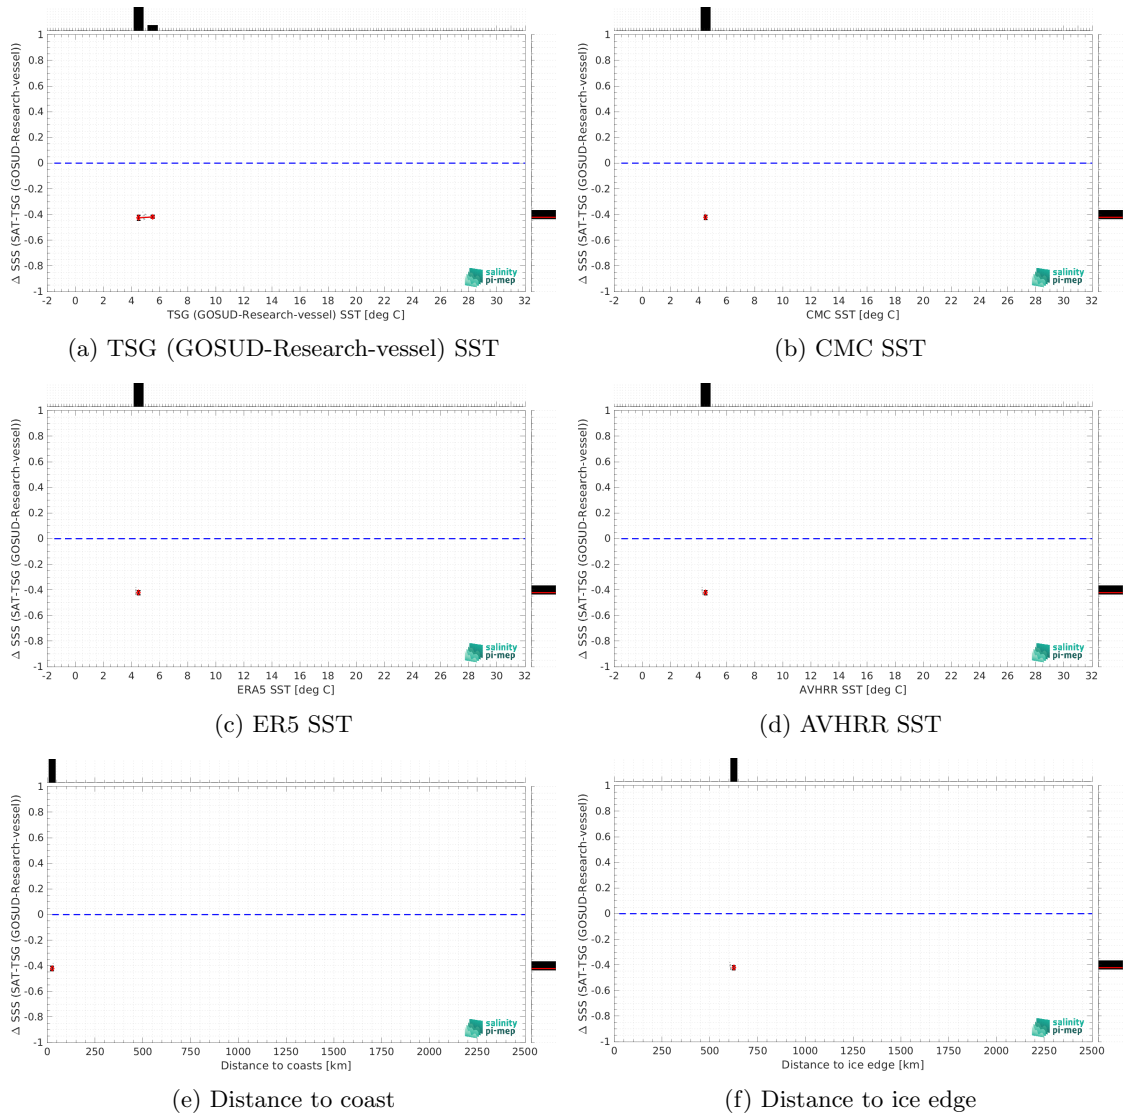 1
0.8
0.6
0.4
0.2
0
-0.2
-0.4
-0.6
-0.8
-1
Δ SSS (SAT-TSG (GOSUD-Research-vessel))
salinity
pi-mep
-2 0 2 4 6 8 10 12 14 16 18 20 22 24 26 28 30 32
TSG (GOSUD-Research-vessel) SST [deg C]
(a) TSG (GOSUD-Research-vessel) SST
1
0.8
0.6
0.4
0.2
0
-0.2
-0.4
-0.6
-0.8
-1
Δ SSS (SAT-TSG (GOSUD-Research-vessel))
salinity
pi-mep
-2 0 2 4 6 8 10 12 14 16 18 20 22 24 26 28 30 32
CMC SST [deg C]
(b) CMC SST
1
0.8
0.6
0.4
0.2
0
-0.2
-0.4
-0.6
-0.8
-1
Δ SSS (SAT-TSG (GOSUD-Research-vessel))
salinity
pi-mep
-2 0 2 4 6 8 10 12 14 16 18 20 22 24 26 28 30 32
ERA5 SST [deg C]
(c) ER5 SST
1
0.8
0.6
0.4
0.2
0
-0.2
-0.4
-0.6
-0.8
-1
Δ SSS (SAT-TSG (GOSUD-Research-vessel))
salinity
pi-mep
-2 0 2 4 6 8 10 12 14 16 18 20 22 24 26 28 30 32
AVHRR SST [deg C]
(d) AVHRR SST
1
0.8
0.6
0.4
0.2
0
-0.2
-0.4
-0.6
-0.8
-1
Δ SSS (SAT-TSG (GOSUD-Research-vessel))
salinity
pi-mep
0 250 500 750 1000 1250 1500 1750 2000 2250 2500
Distance to coasts [km]
(e) Distance to coast
1
0.8
0.6
0.4
0.2
0
-0.2
-0.4
-0.6
-0.8
-1
Δ SSS (SAT-TSG (GOSUD-Research-vessel))
salinity
pi-mep
0 250 500 750 1000 1250 1500 1750 2000 2250 2500
Distance to ice edge [km]
(f) Distance to ice edge